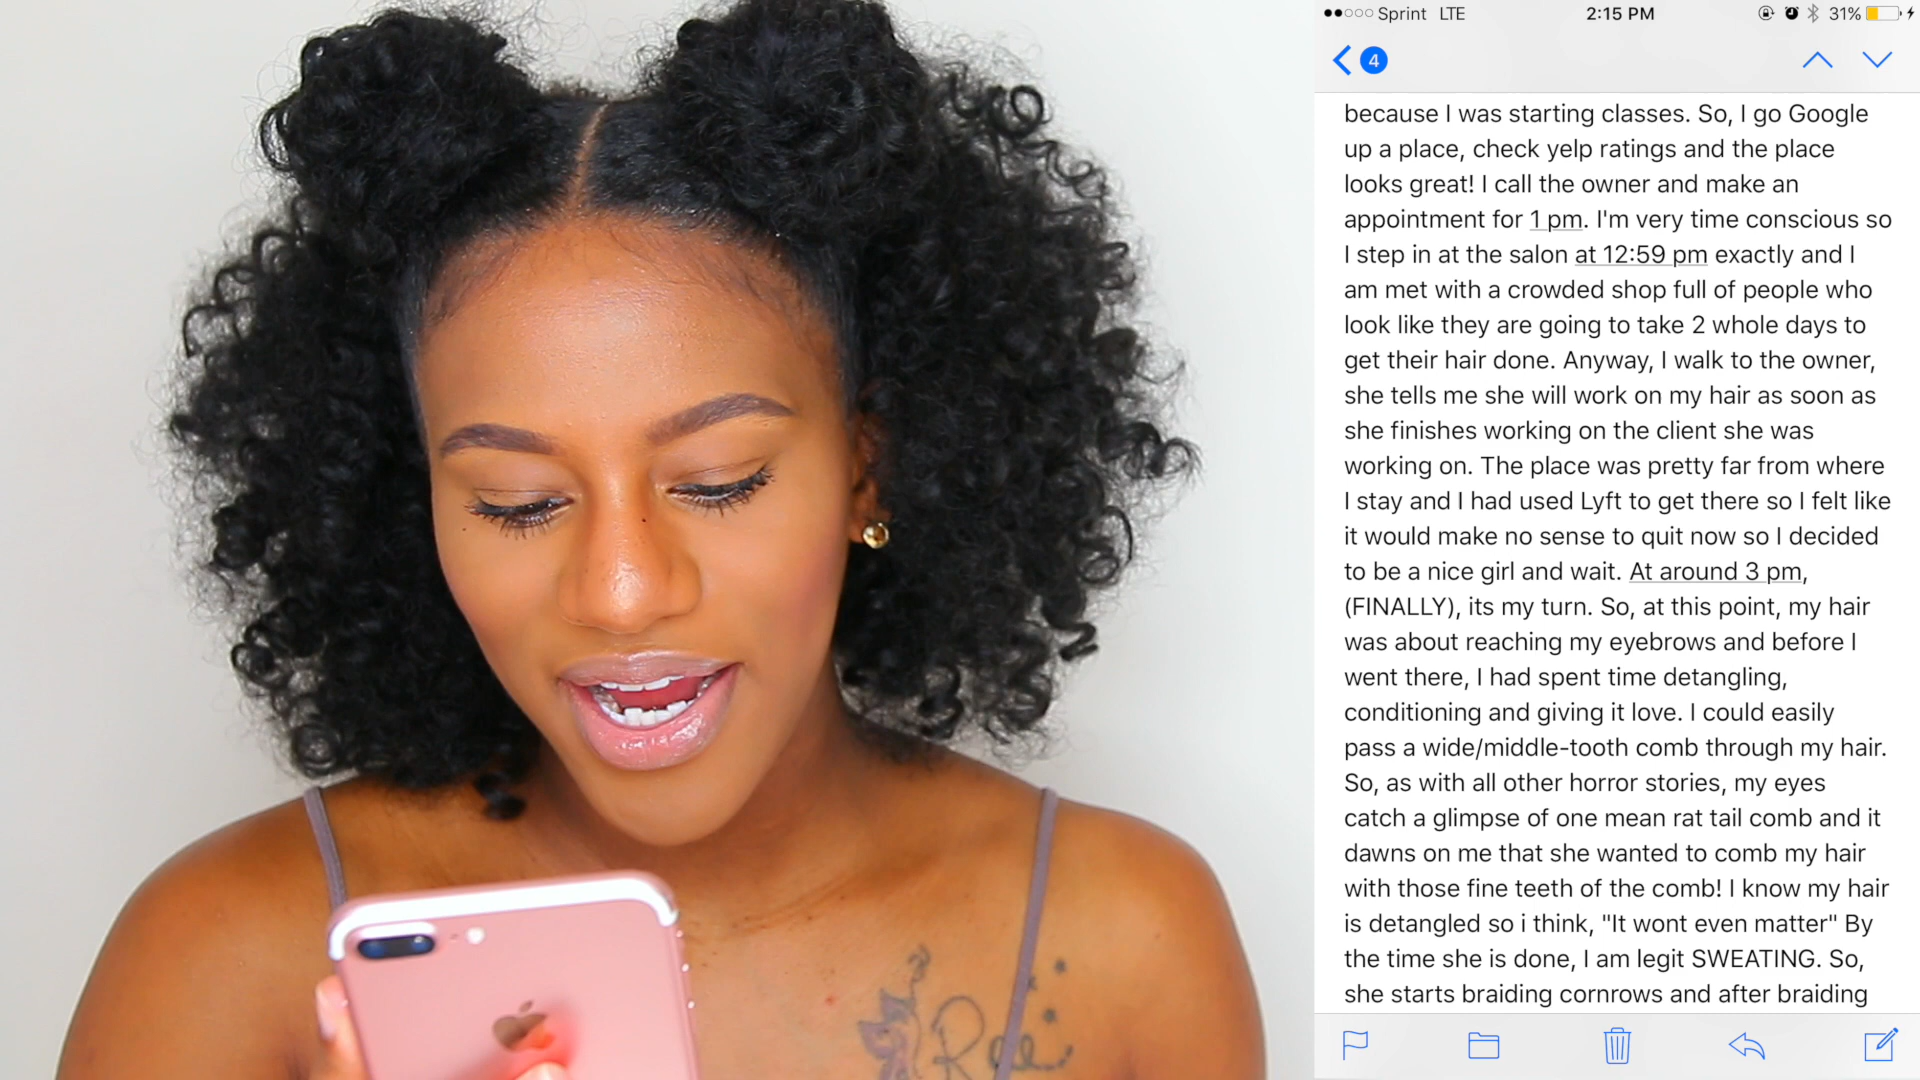 Sprint LTE 2:15 PM 31%
4
because I was starting classes. So, I go Google
up a place, check yelp ratings and the place
looks great! I call the owner and make an
appointment for 1 pm. I'm very time conscious so
I step in at the salon at 12:59 pm exactly and I
am met with a crowded shop full of people who
look like they are going to take 2 whole days to
get their hair done. Anyway, I walk to the owner,
she tells me she will work on my hair as soon as
she finishes working on the client she was
working on. The place was pretty far from where
I stay and I had used Lyft to get there so I felt like
it would make no sense to quit now so I decided
to be a nice girl and wait. At around 3 pm,
(FINALLY), its my turn. So, at this point, my hair
was about reaching my eyebrows and before I
went there, I had spent time detangling,
conditioning and giving it love. I could easily
pass a wide/middle-tooth comb through my hair.
So, as with all other horror stories, my eyes
catch a glimpse of one mean rat tail comb and it
dawns on me that she wanted to comb my hair
with those fine teeth of the comb! I know my hair
is detangled so i think, "It wont even matter" By
the time she is done, I am legit SWEATING. So,
she starts braiding cornrows and after braiding